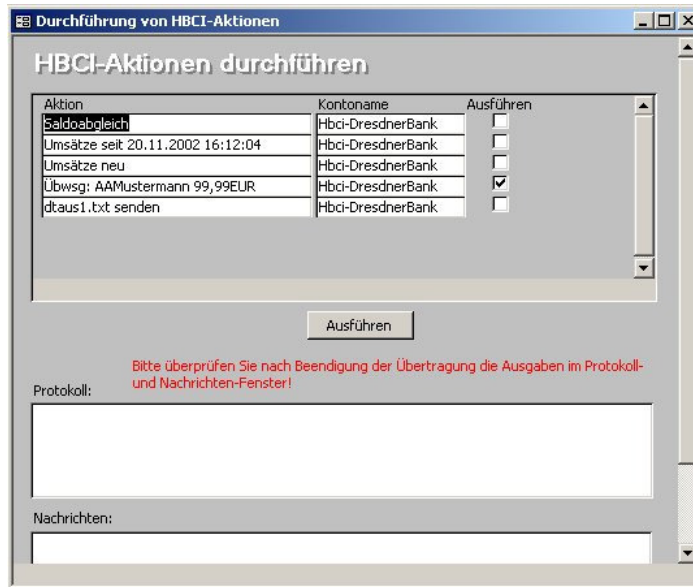 Durchführung von HBCI-Aktionen
HBCI-Aktionen durchführen
Aktion Kontoname Ausführen
Saldoabgleich Hbci-DresdnerBank
Umsätze seit 20.11.2002 16:12:04 Hbci-DresdnerBank
Umsätze neu Hbci-DresdnerBank
Übwsg: AAMustermann 99,99EUR Hbci-DresdnerBank
dtaus1.txt senden Hbci-DresdnerBank
Ausführen
Bitte überprüfen Sie nach Beendigung der Übertragung die Ausgaben im Protokoll-
und Nachrichten-Fenster!
Protokoll:
Nachrichten: